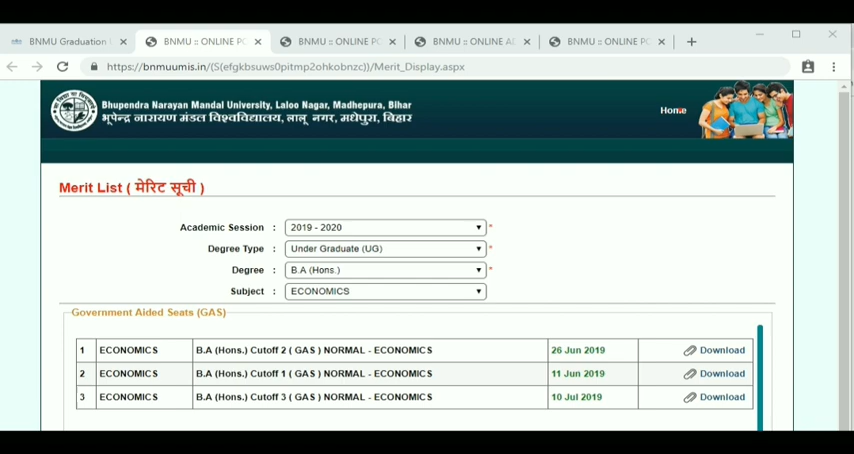 BNMU Graduation
BNMU :: ONLINE PO
BNMU :: ONLINE PO
BNMU :: ONLINE AD
BNMU :: ONLINE PO
https://bnmuumis.in/(S(efgkbsuws0pitmp2ohkobnzc))/Merit_Display.aspx
Bhupendra Narayan Mandal University, Laloo Nagar, Madhepura, Bihar
भूपेन्द्र नारायण मंडल विश्वविद्यालय, लालू नगर, मधेपुरा, बिहार
Home
Merit List ( मेरिट सूची )
Academic Session : 2019 - 2020 *
Degree Type : Under Graduate (UG) *
Degree : B.A (Hons.) *
Subject : ECONOMICS
Government Aided Seats (GAS)
1 ECONOMICS B.A (Hons.) Cutoff 2 ( GAS ) NORMAL - ECONOMICS 26 Jun 2019 Download
2 ECONOMICS B.A (Hons.) Cutoff 1 ( GAS ) NORMAL - ECONOMICS 11 Jun 2019 Download
3 ECONOMICS B.A (Hons.) Cutoff 3 ( GAS ) NORMAL - ECONOMICS 10 Jul 2019 Download